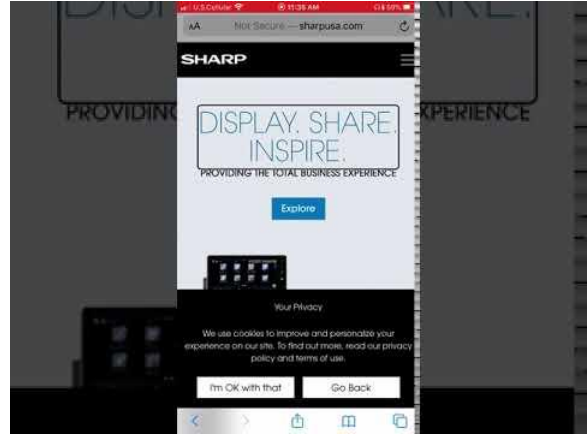 U.S.Cellular 11:35 AM 59%
AA Not Secure — sharpusa.com
SHARP
DISPLAY. SHARE.
INSPIRE.
PROVIDING THE TOTAL BUSINESS EXPERIENCE
PROVIDING
XPERIENCE
Explore
Your Privacy
We use cookies to improve and personalize your
experience on our site. To find out more, read our privacy
policy and terms of use.
I'm OK with that Go Back